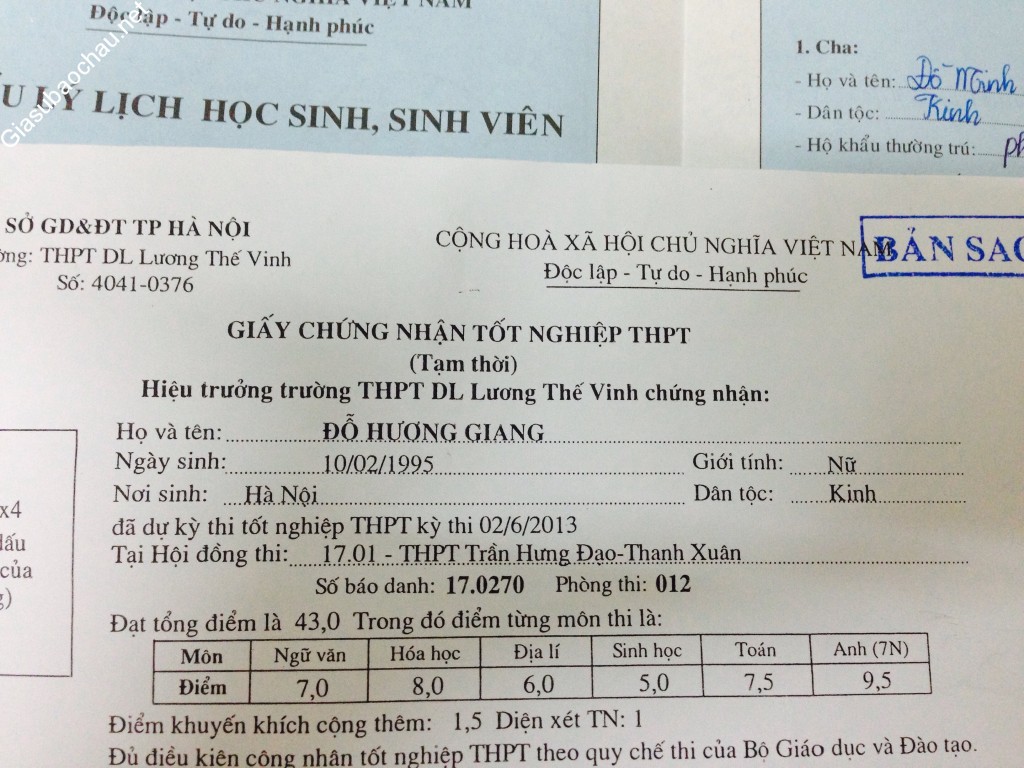 Giasubaochau.net
NGHĨA VIỆT NAM
Độc lập - Tự do - Hạnh phúc
LÝ LỊCH HỌC SINH, SINH VIÊN
1. Cha:
- Họ và tên: Đỗ Minh
- Dân tộc: Kinh
- Hộ khẩu thường trú:
SỞ GD&ĐT TP HÀ NỘI
THPT DL Lương Thế Vinh
Số: 4041-0376
CỘNG HOÀ XÃ HỘI CHỦ NGHĨA VIỆT NAM
Độc lập - Tự do - Hạnh phúc
BẢN SAO
GIẤY CHỨNG NHẬN TỐT NGHIỆP THPT
(Tạm thời)
Hiệu trưởng trường THPT DL Lương Thế Vinh chứng nhận:
Họ và tên: ĐỖ HƯƠNG GIANG
Ngày sinh: 10/02/1995 Giới tính: Nữ
Nơi sinh: Hà Nội Dân tộc: Kinh
đã dự kỳ thi tốt nghiệp THPT kỳ thi 02/6/2013
Tại Hội đồng thi: 17.01 - THPT Trần Hưng Đạo-Thanh Xuân
Số báo danh: 17.0270 Phòng thi: 012
Đạt tổng điểm là 43,0 Trong đó điểm từng môn thi là:
Môn Ngữ văn Hóa học Địa lí Sinh học Toán Anh (7N)
Điểm 7,0 8,0 6,0 5,0 7,5 9,5
Điểm khuyến khích cộng thêm: 1,5 Diện xét TN: 1
Đủ điều kiện công nhận tốt nghiệp THPT theo quy chế thi của Bộ Giáo dục và Đào tạo.
x4
của